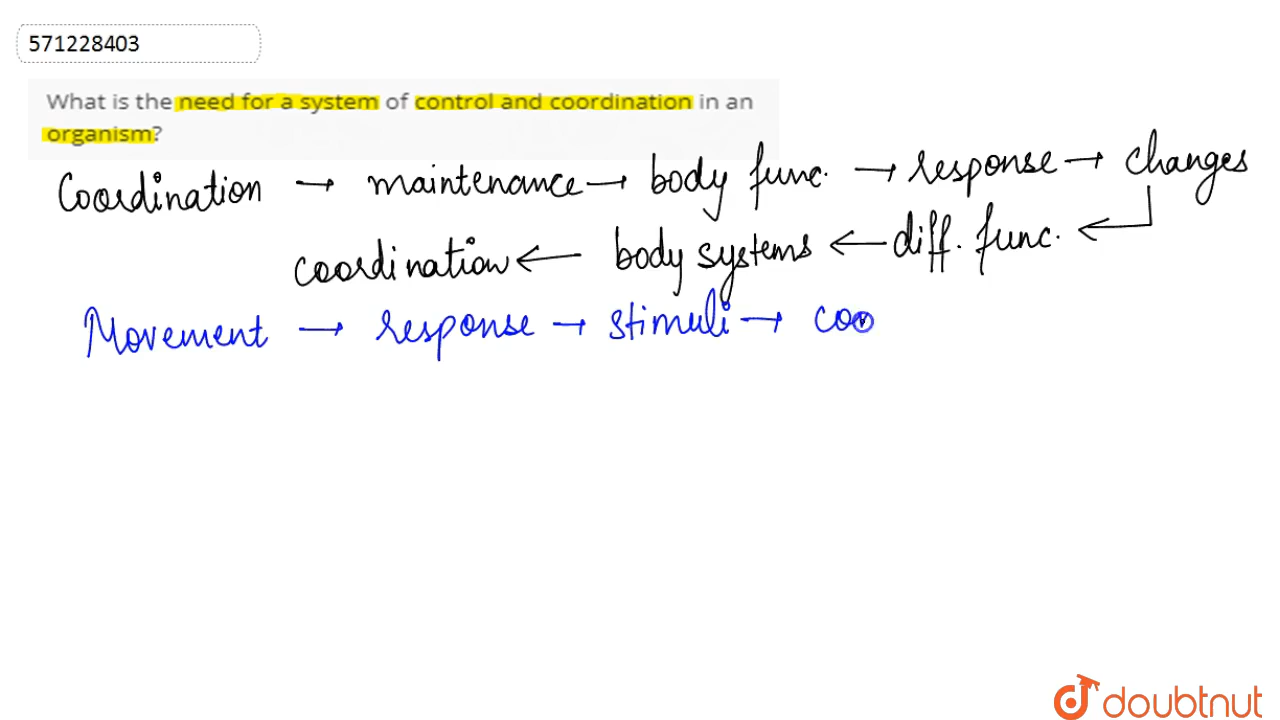 571228403
What is the need for a system of control and coordination in an
organism?
Coordination → maintenance → body func. → response → changes
coordination ← body systems ← diff. func. ←
Movement → response → stimuli → coo
doubtnut